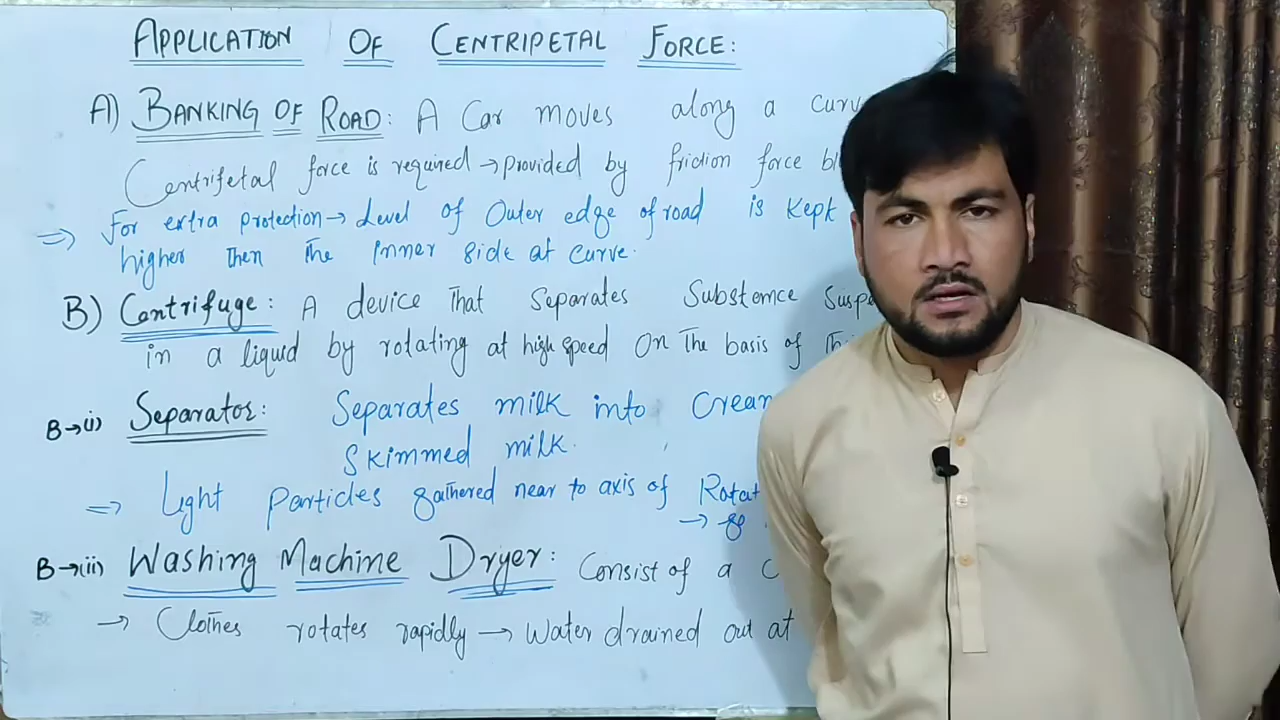 APPLICATION OF CENTRIPETAL FORCE:
A) BANKING OF ROAD: A Car moves along a curv
Centrifetal force is required → provided by friction force b
⇒ For extra protection → Level of Outer edge of road is kept
higher Then The Inner Side at curve.
B) Centrifuge: A device That Separates Substance Susp
in a liquid by rotating at high speed On The basis of Th
B→i) Separator: Separates milk into Cream
Skimmed milk.
⇒ Light Particles gathered near to axis of Rotat
→
B→(ii) Washing Machine Dryer: Consist of a C
→ Clothes rotates rapidly → Water drained out at